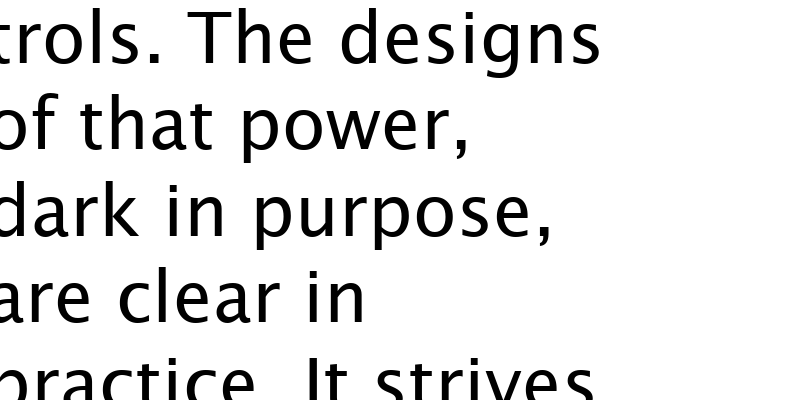 trols. The designs
of that power,
dark in purpose,
are clear in
practice. It strives